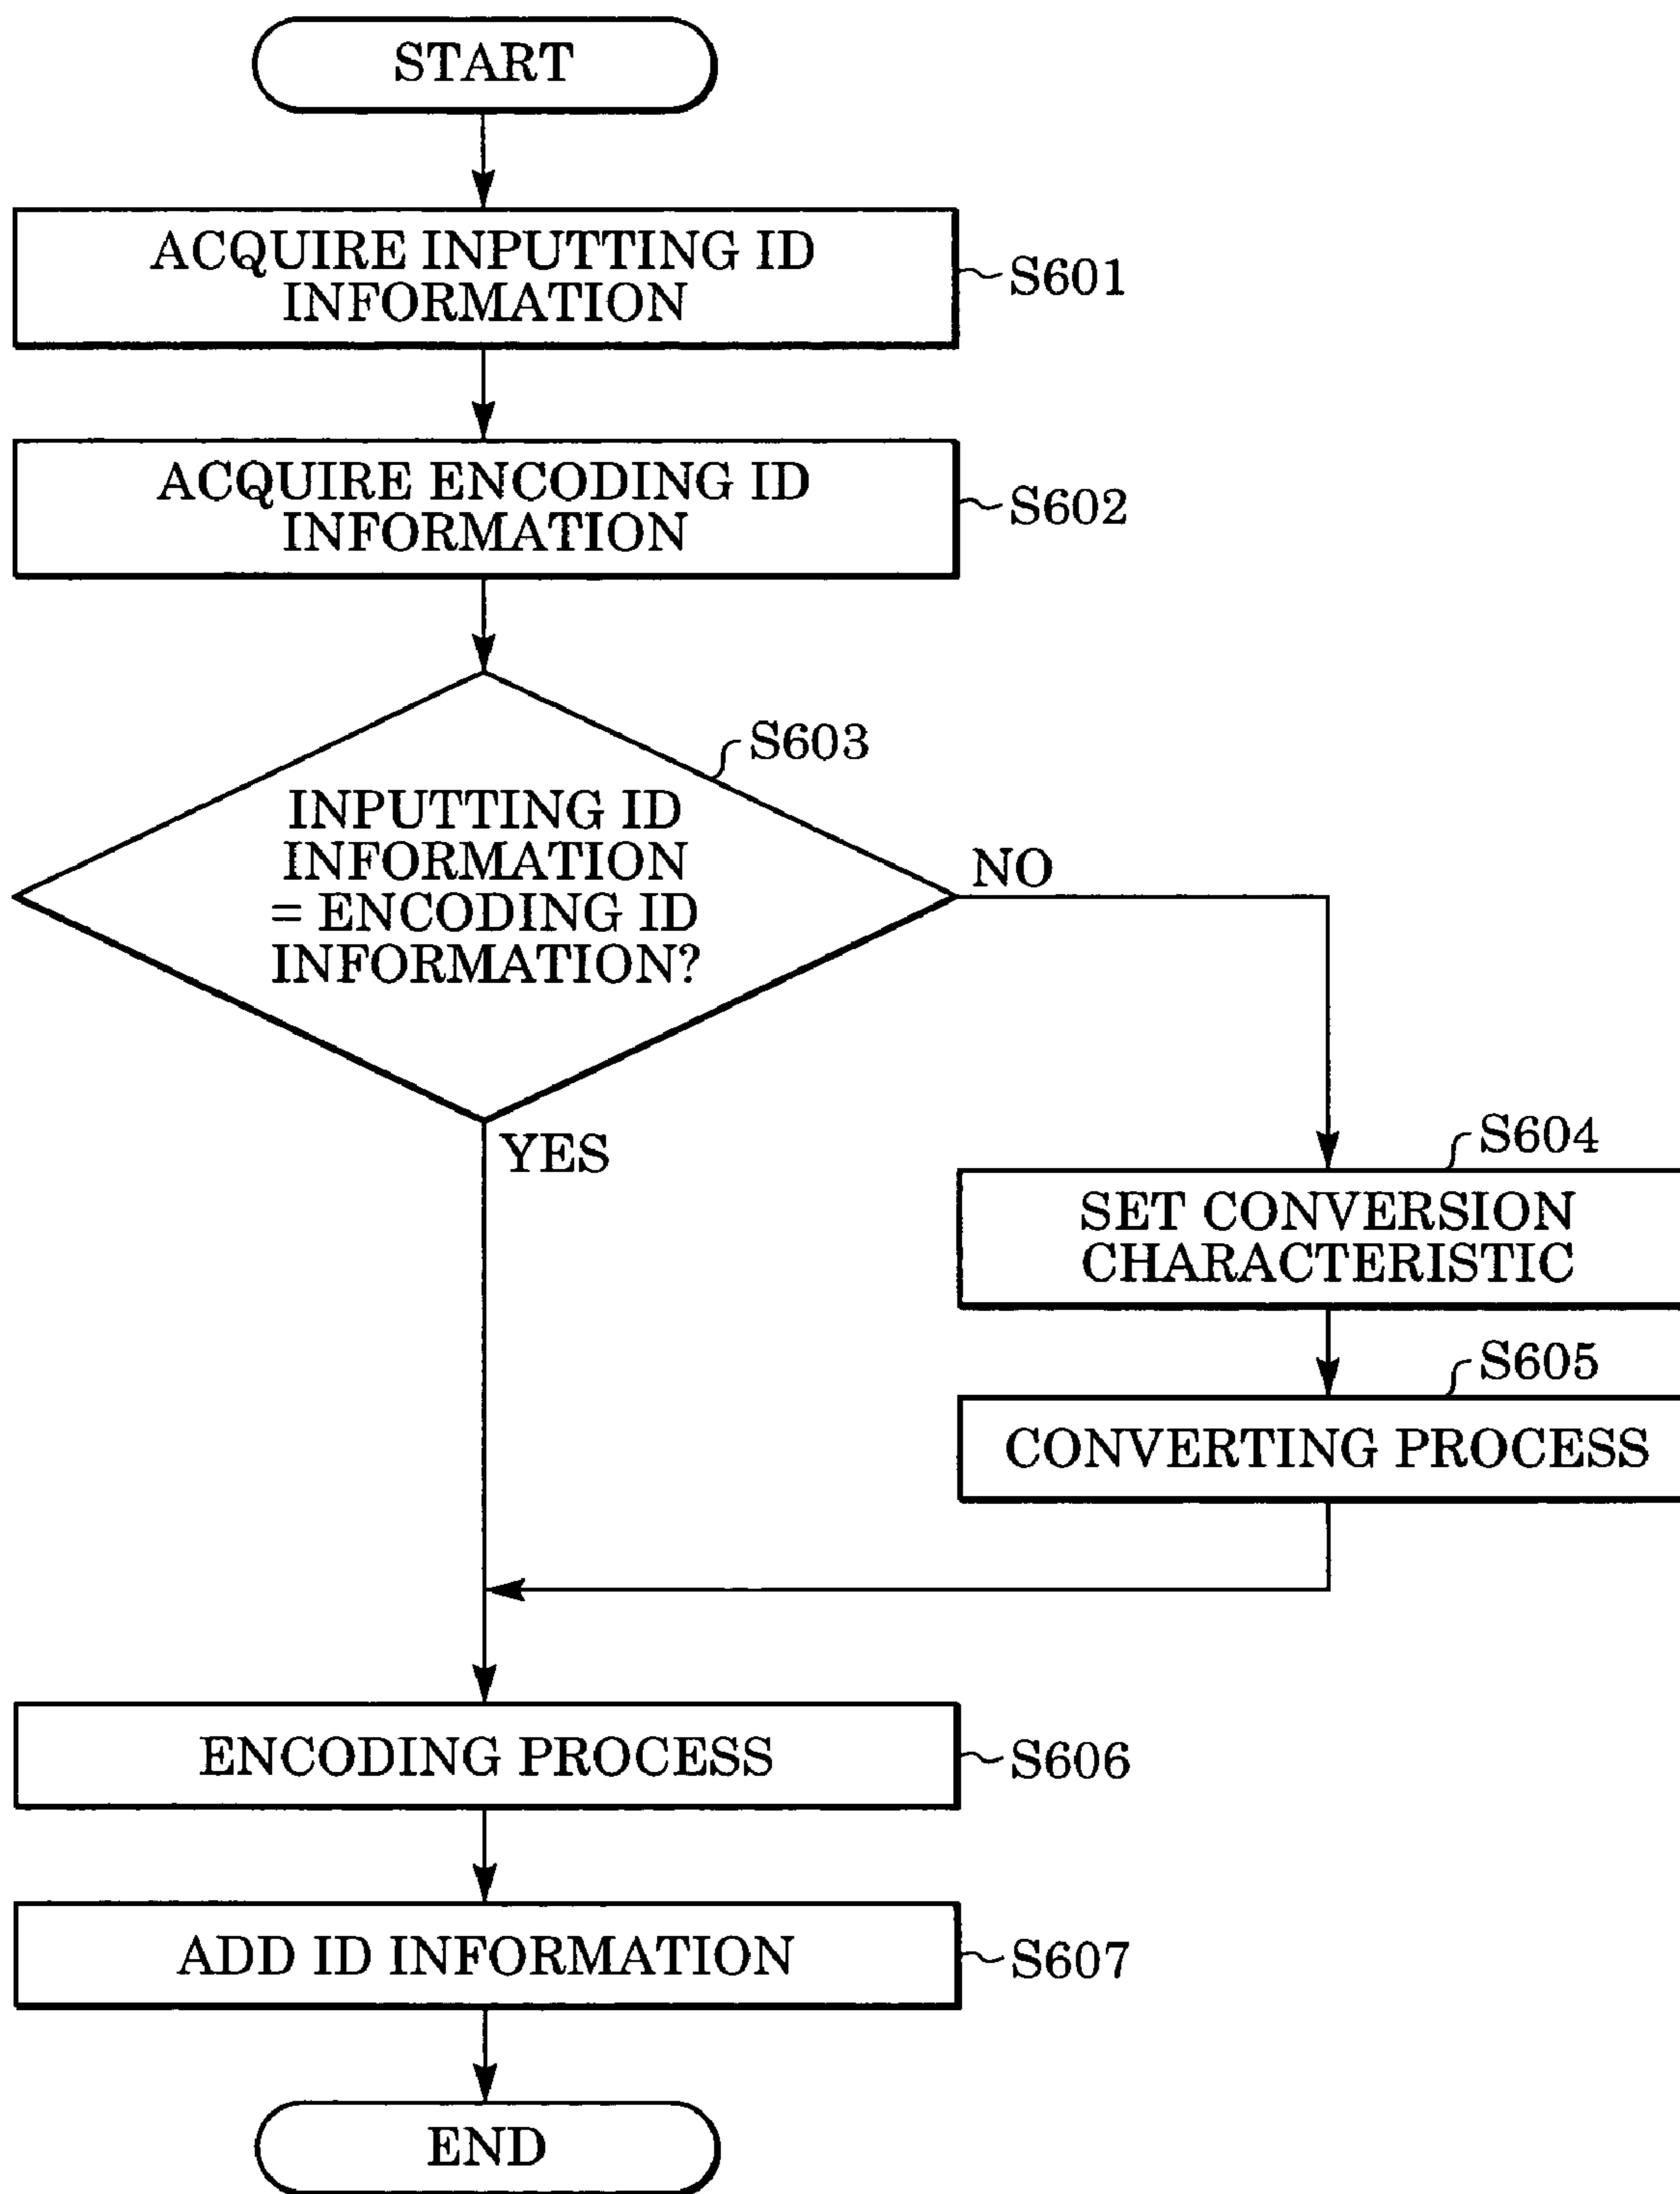 START
ACQUIRE INPUTTING ID
INFORMATION
S601
ACQUIRE ENCODING ID
INFORMATION
S602
S603
INPUTTING ID
INFORMATION
= ENCODING ID
INFORMATION?
NO
YES
S604
SET CONVERSION
CHARACTERISTIC
S605
CONVERTING PROCESS
ENCODING PROCESS
S606
ADD ID INFORMATION
S607
END